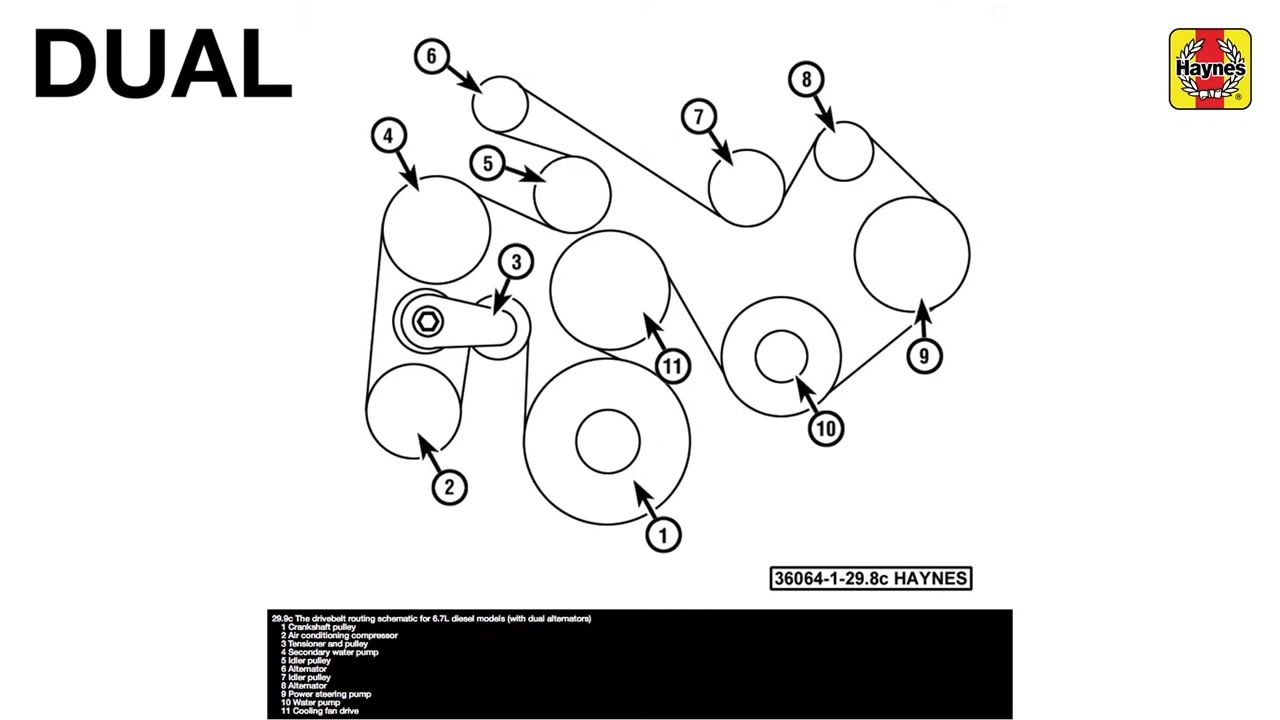 DUAL
Haynes
6
8
7
4
5
3
11
9
10
2
1
36064-1-29.8c HAYNES
29.9c The drivebelt routing schematic for 6.7L diesel models (with dual alternators)
1 Crankshaft pulley
2 Air conditioning compressor
3 Tensioner and pulley
4 Secondary water pump
5 Idler pulley
6 Alternator
7 Idler pulley
8 Alternator
9 Power steering pump
10 Water pump
11 Cooling fan drive